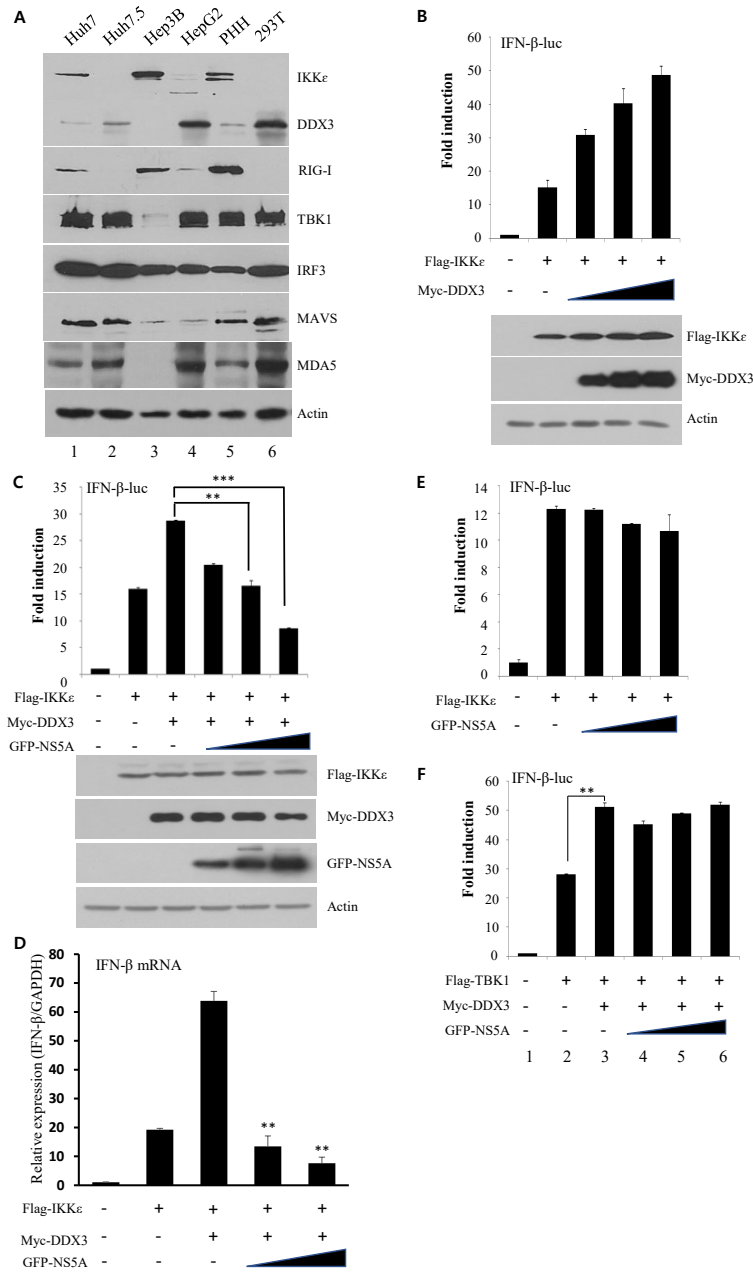 A
Huh7 Huh7.5 Hep3B HepG2 PHH 293T
IKKε
DDX3
RIG-I
TBK1
IRF3
MAVS
MDA5
Actin
1 2 3 4 5 6
B
IFN-β-luc
Fold induction
60
50
40
30
20
10
0
Flag-IKKε - + + + +
Myc-DDX3 - -
Flag-IKKε
Myc-DDX3
Actin
C
IFN-β-luc
***
**
Fold induction
35
30
25
20
15
10
5
0
Flag-IKKε - + + + + +
Myc-DDX3 - - + + + +
GFP-NS5A - - -
Flag-IKKε
Myc-DDX3
GFP-NS5A
Actin
D
IFN-β mRNA
Relative expression (IFN-β/GAPDH)
80
70
60
50
40
30
20
10
0
**
**
Flag-IKKε - + + + +
Myc-DDX3 - - + + +
GFP-NS5A - - -
E
IFN-β-luc
Fold induction
14
12
10
8
6
4
2
0
Flag-IKKε - + + + +
GFP-NS5A - -
F
IFN-β-luc
**
Fold induction
60
50
40
30
20
10
0
Flag-TBK1 - + + + + +
Myc-DDX3 - - + + + +
GFP-NS5A - - -
1 2 3 4 5 6